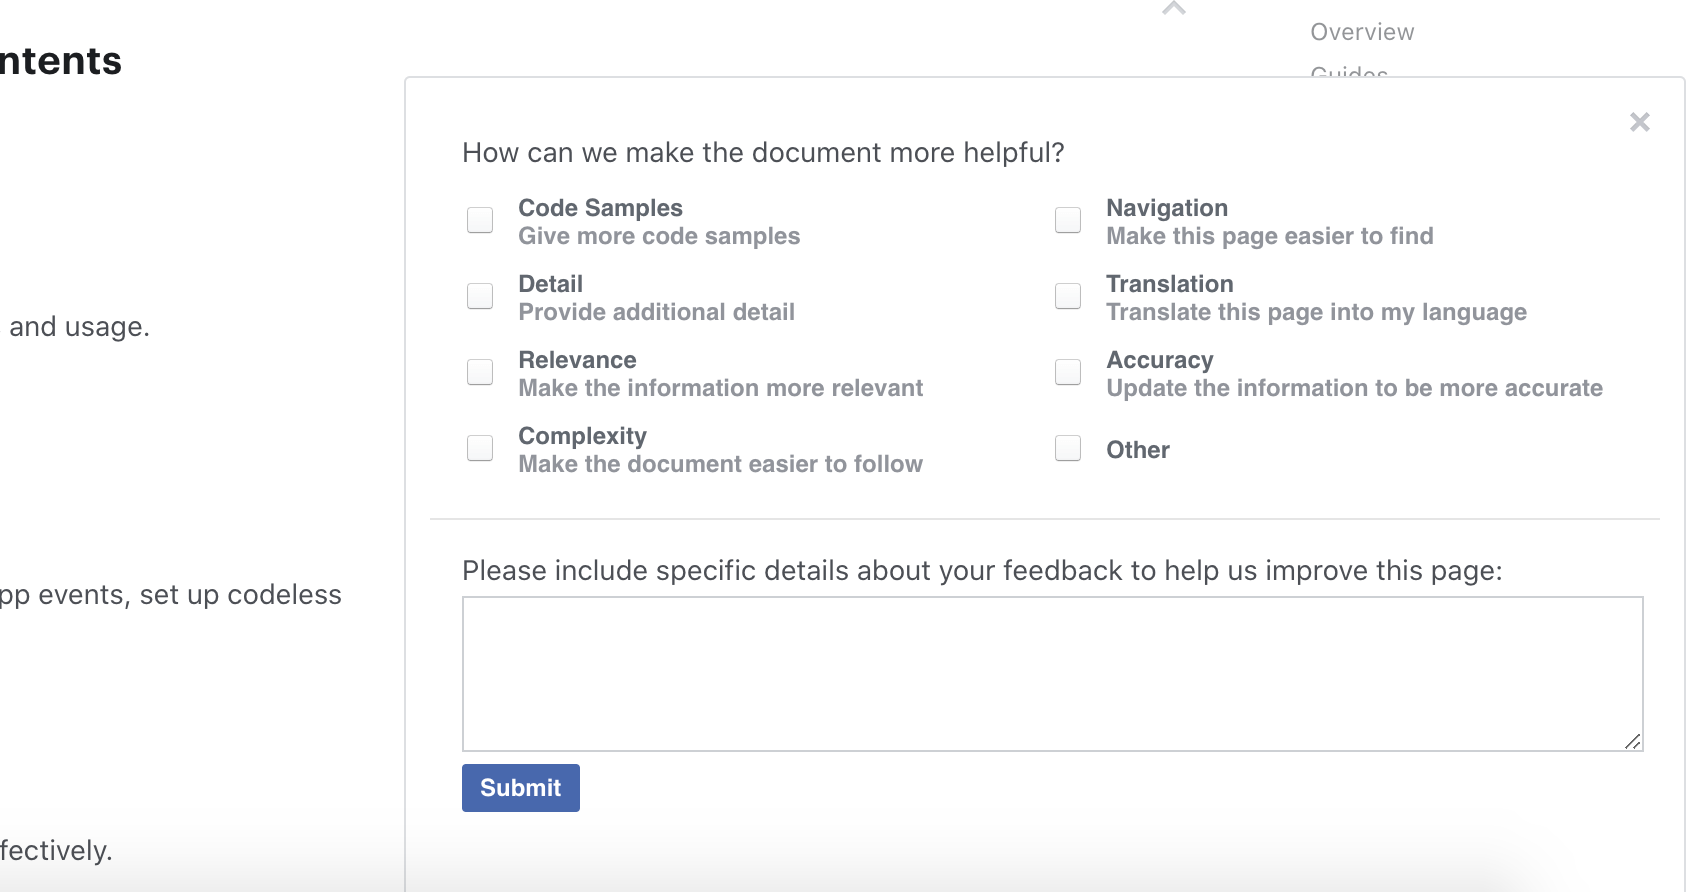 Overview
ntents
Guides
How can we make the document more helpful?
Code Samples
Give more code samples
Navigation
Make this page easier to find
Detail
Provide additional detail
Translation
Translate this page into my language
and usage.
Relevance
Make the information more relevant
Accuracy
Update the information to be more accurate
Complexity
Make the document easier to follow
Other
Please include specific details about your feedback to help us improve this page:
pp events, set up codeless
Submit
fectively.